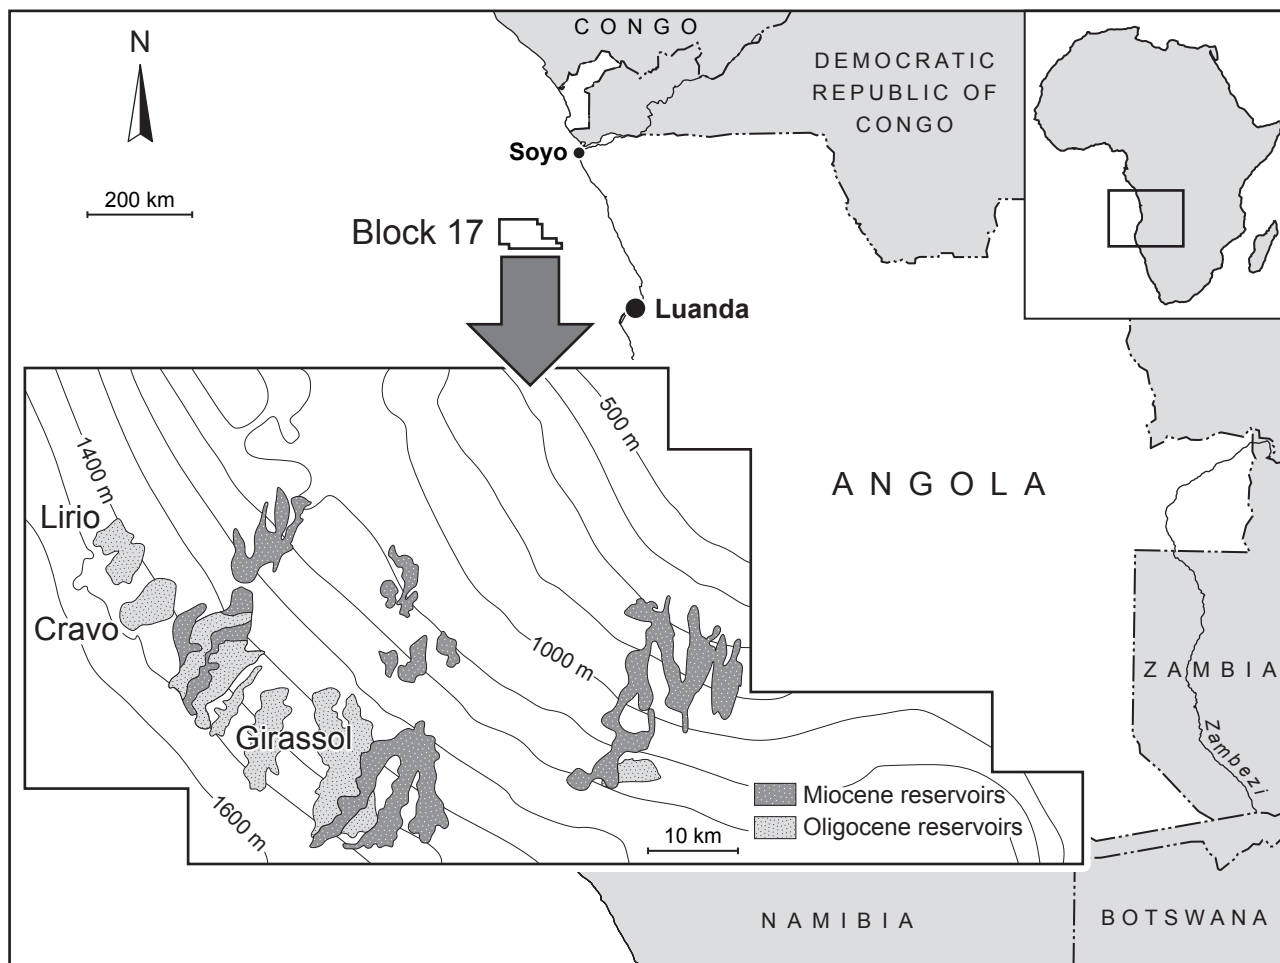 CONGO
N
DEMOCRATIC
REPUBLIC OF
CONGO
Soyo
200 km
Block 17
Luanda
500 m
1400 m
ANGOLA
Lirio
Cravo
1000 m
ZAMBIA
Girassol
Zambezi
Miocene reservoirs
1600 m
Oligocene reservoirs
10 km
NAMIBIA
BOTSWANA